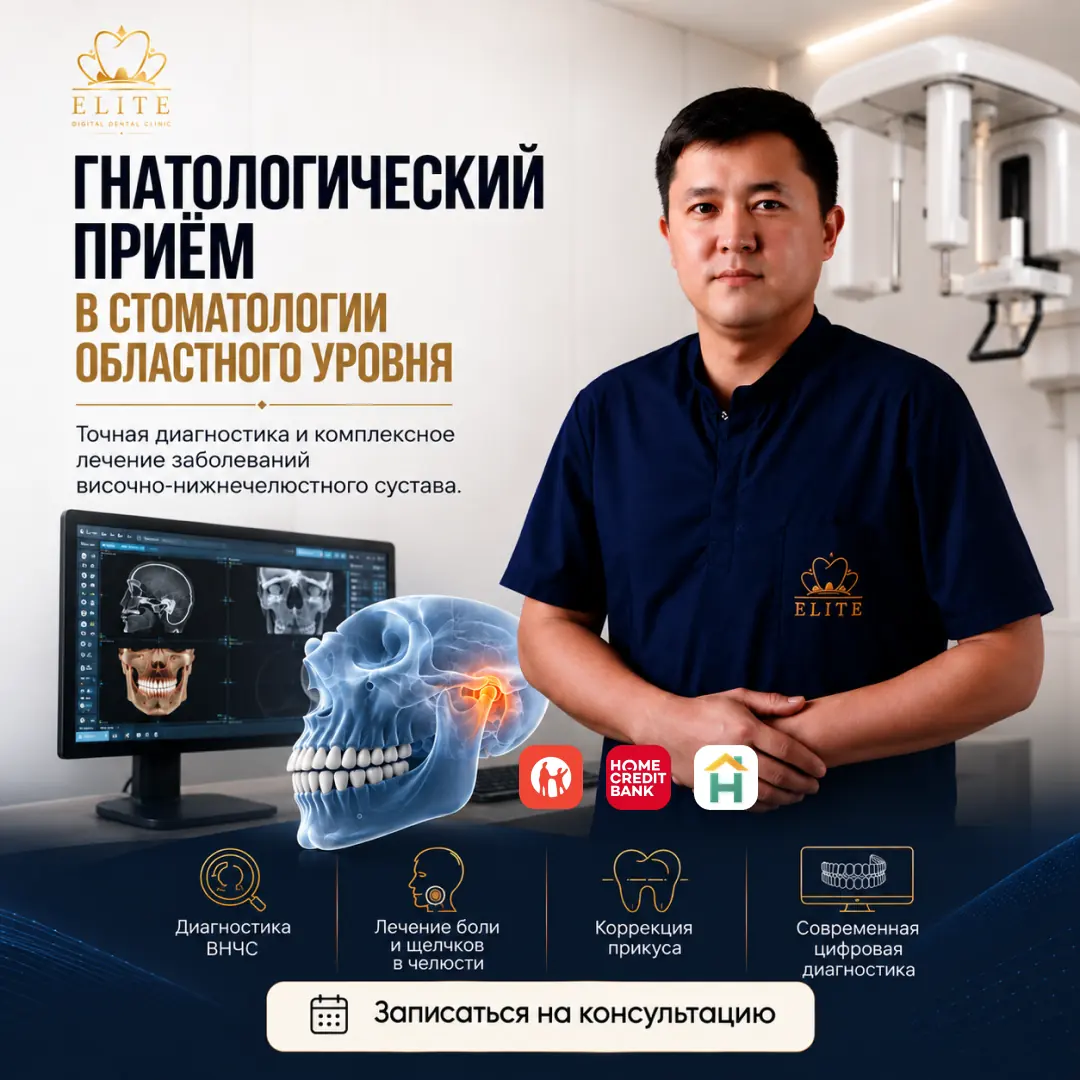 ELITE
DIGITAL DENTAL CLINIC
ГНАТОЛОГИЧЕСКИЙ
ПРИЁМ
В СТОМАТОЛОГИИ
ОБЛАСТНОГО УРОВНЯ
Точная диагностика и комплексное
лечение заболеваний
височно-нижнечелюстного сустава.
ELITE
HOME
CREDIT
BANK
H
Диагностика
ВНЧС
Лечение боли
и щелчков
в челюсти
Коррекция
прикуса
Современная
цифровая
диагностика
Записаться на консультацию